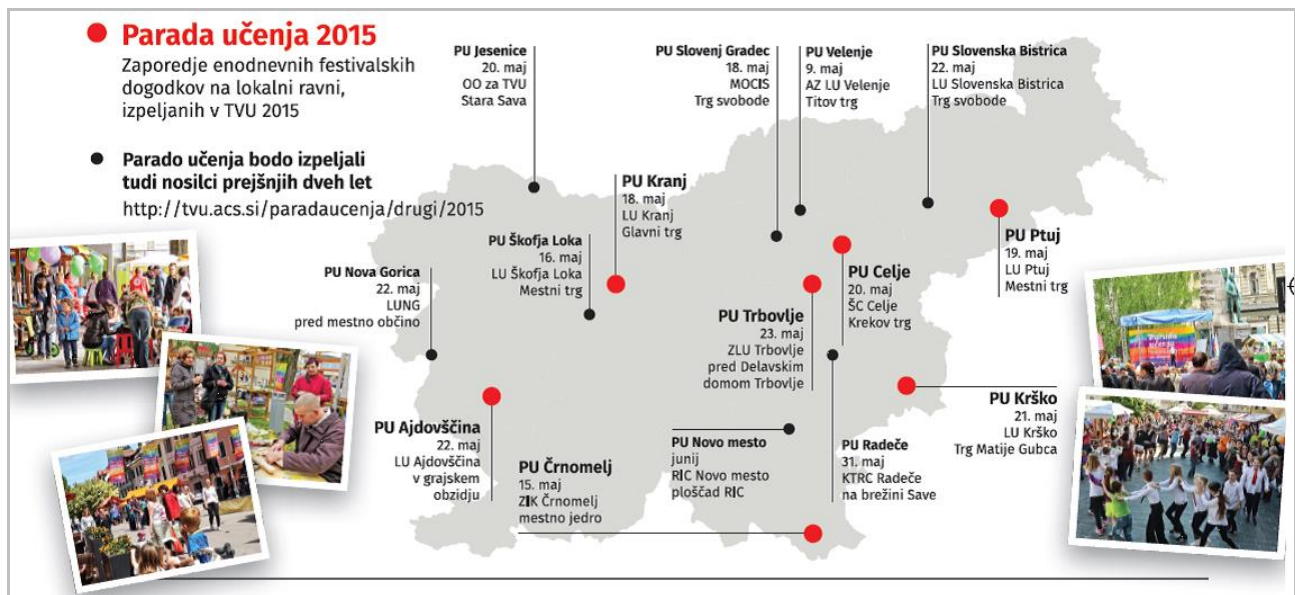 Parada učenja 2015
Zaporedje enodnevnih festivalskih
dogodkov na lokalni ravni,
izpeljanih v TVU 2015
Parado učenja bodo izpeljali
tudi nosilci prejšnjih dveh let
http://tvu.acs.si/paradaucenja/drugi/2015
PU Jesenice
20. maj
OO za TVU
Stara Sava
PU Slovenj Gradec
18. maj
MOCIS
Trg svobode
PU Velenje
9. maj
AZ LU Velenje
Titov trg
PU Slovenska Bistrica
22. maj
LU Slovenska Bistrica
Trg svobode
PU Kranj
18. maj
LU Kranj
Glavni trg
PU Škofja Loka
16. maj
LU Škofja Loka
Mestni trg
PU Nova Gorica
22. maj
LUNG
pred mestno občino
PU Ptuj
19. maj
LU Ptuj
Mestni trg
PU Celje
20. maj
ŠC Celje
Krekov trg
PU Trbovlje
23. maj
ZLU Trbovlje
pred Delavskim
domom Trbovlje
PU Krško
21. maj
LU Krško
Trg Matije Gubca
PU Ajdovščina
22. maj
LU Ajdovščina
v grajskem
obzidju
PU Črnomelj
15. maj
ZIK Črnomelj
mestno jedro
PU Novo mesto
junij
RIC Novo mesto
ploščad RIC
PU Radeče
31. maj
KTRC Radeče
na brežini Save